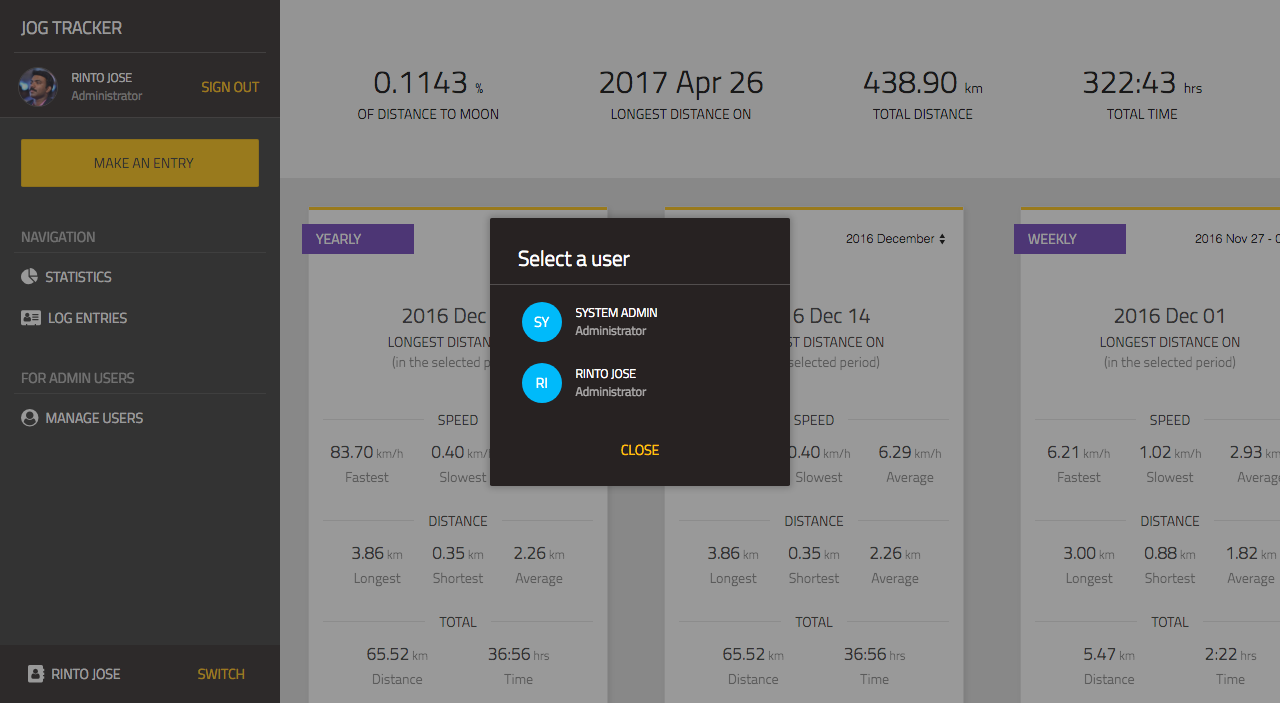 JOG TRACKER
RINTO JOSE
Administrator
SIGN OUT
MAKE AN ENTRY
NAVIGATION
STATISTICS
LOG ENTRIES
FOR ADMIN USERS
MANAGE USERS
RINTO JOSE
SWITCH
0.1143 %
OF DISTANCE TO MOON
2017 Apr 26
LONGEST DISTANCE ON
438.90 km
TOTAL DISTANCE
322:43 hrs
TOTAL TIME
YEARLY
2016 Dec
LONGEST DISTAN
(in the selected p
SPEED
83.70 km/h
Fastest
0.40 km/
Slowest
DISTANCE
3.86 km
Longest
0.35 km
Shortest
2.26 km
Average
TOTAL
65.52 km
Distance
36:56 hrs
Time
Select a user
SY
SYSTEM ADMIN
Administrator
RI
RINTO JOSE
Administrator
CLOSE
2016 December
6 Dec 14
ST DISTANCE ON
selected period)
SPEED
0.40 km/h
Slowest
6.29 km/h
Average
DISTANCE
3.86 km
Longest
0.35 km
Shortest
2.26 km
Average
TOTAL
65.52 km
Distance
36:56 hrs
Time
WEEKLY
2016 Nov 27 -
2016 Dec 01
LONGEST DISTANCE ON
(in the selected period)
SPEED
6.21 km/h
Fastest
1.02 km/h
Slowest
2.93 km
Average
DISTANCE
3.00 km
Longest
0.88 km
Shortest
1.82 km
Average
TOTAL
5.47 km
Distance
2:22 hrs
Time